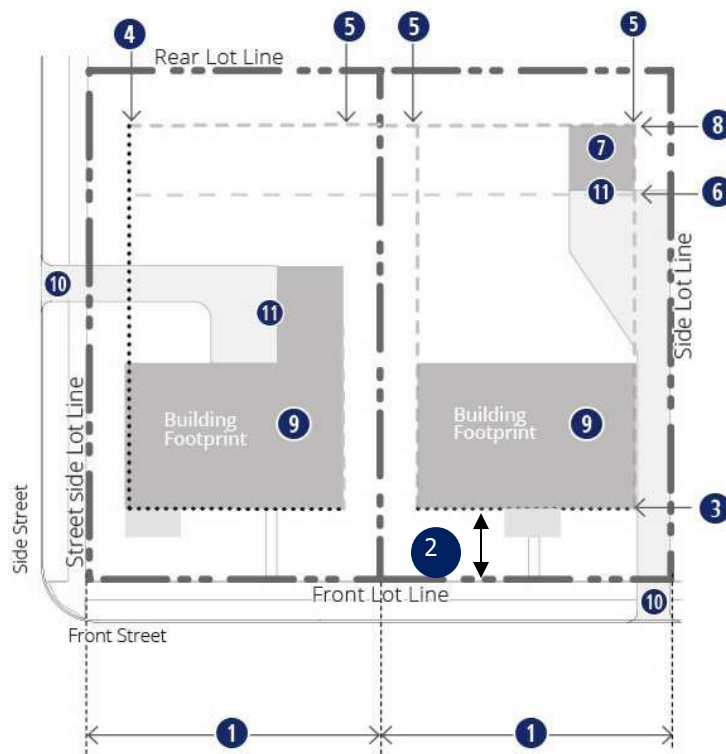 4
5
5
5
Rear Lot Line
8
7
11
6
10
11
Side Lot Line
Building
Footprint
9
Building
Footprint
9
Street side Lot Line
Side Street
3
2
Front Lot Line
10
Front Street
1
1